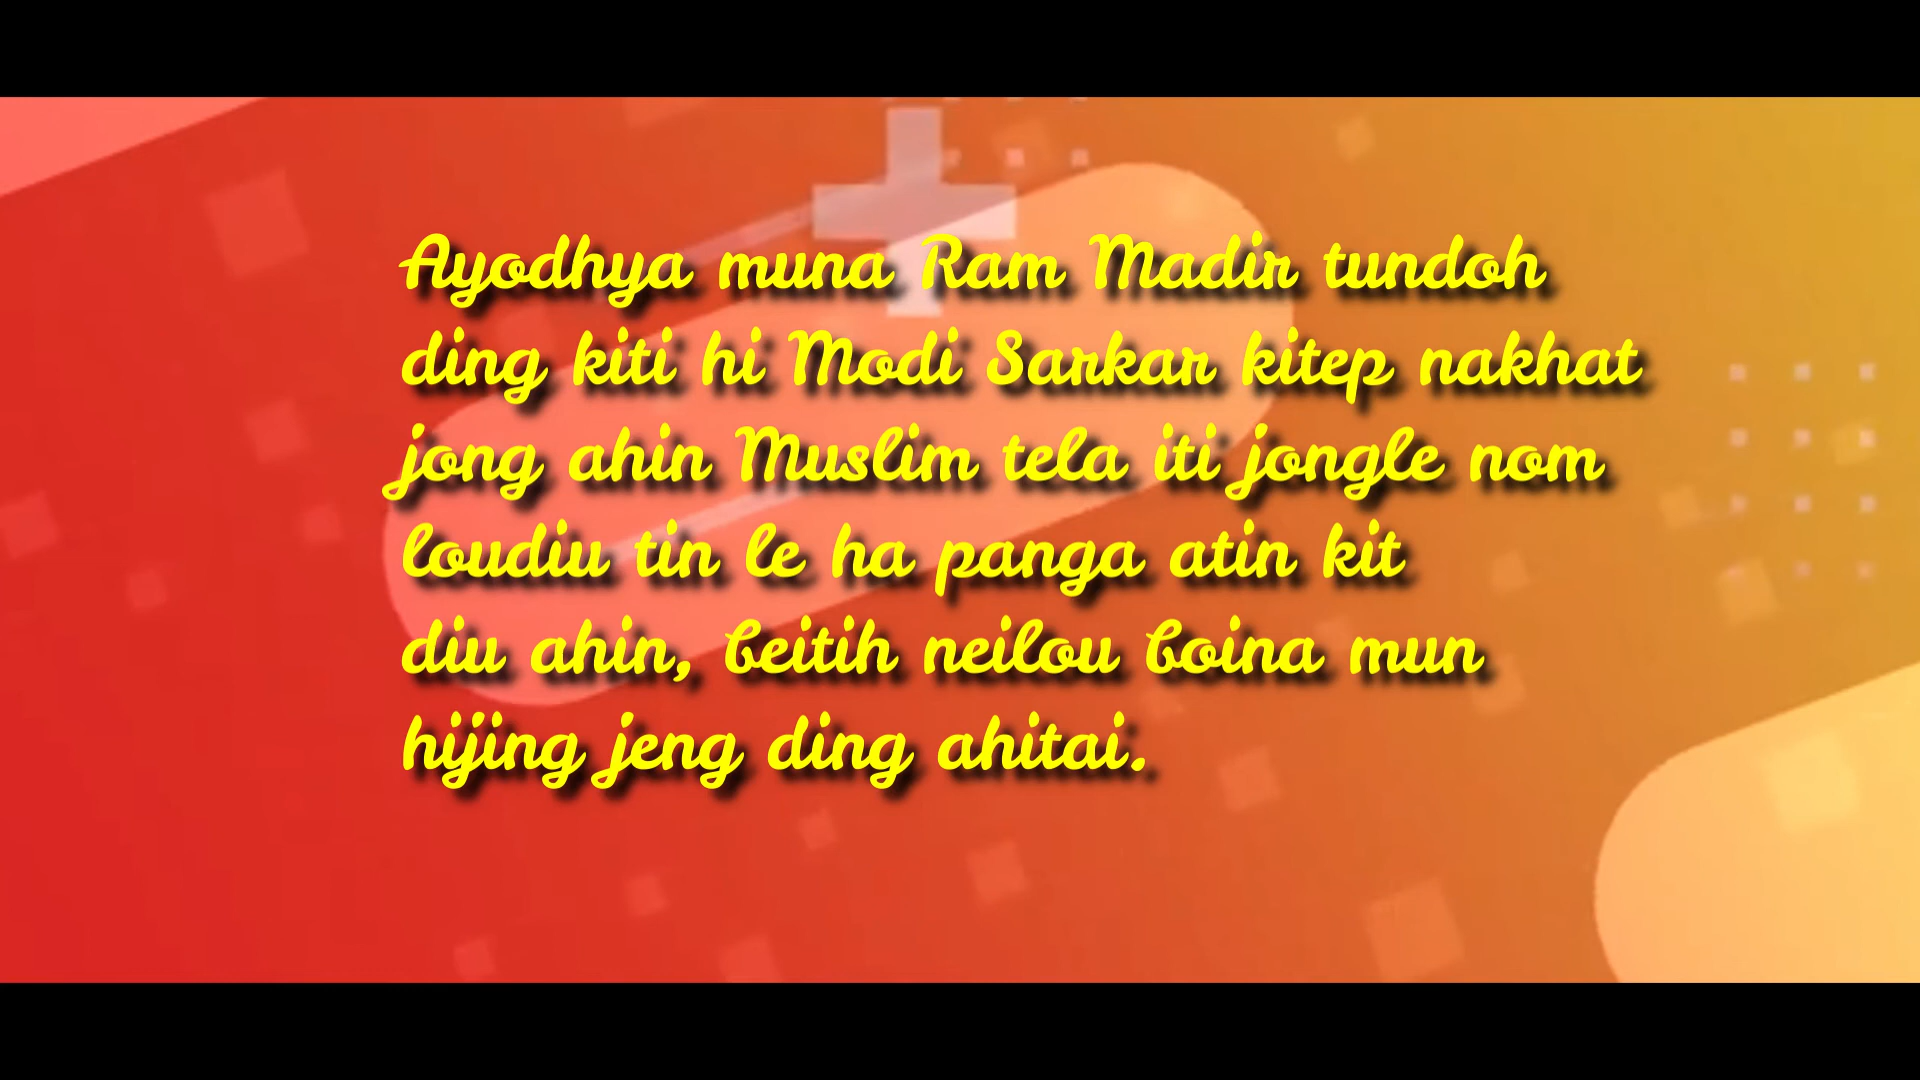 Ayodhya muna Ram Madir tundoh
ding kiti hi Modi Sarkar kitep nakhat
jong ahin Muslim tela iti jongle nom
loudiu tin le ha panga atin kit
diu ahin, beitih neilou boina mun
hijing jeng ding ahitai.